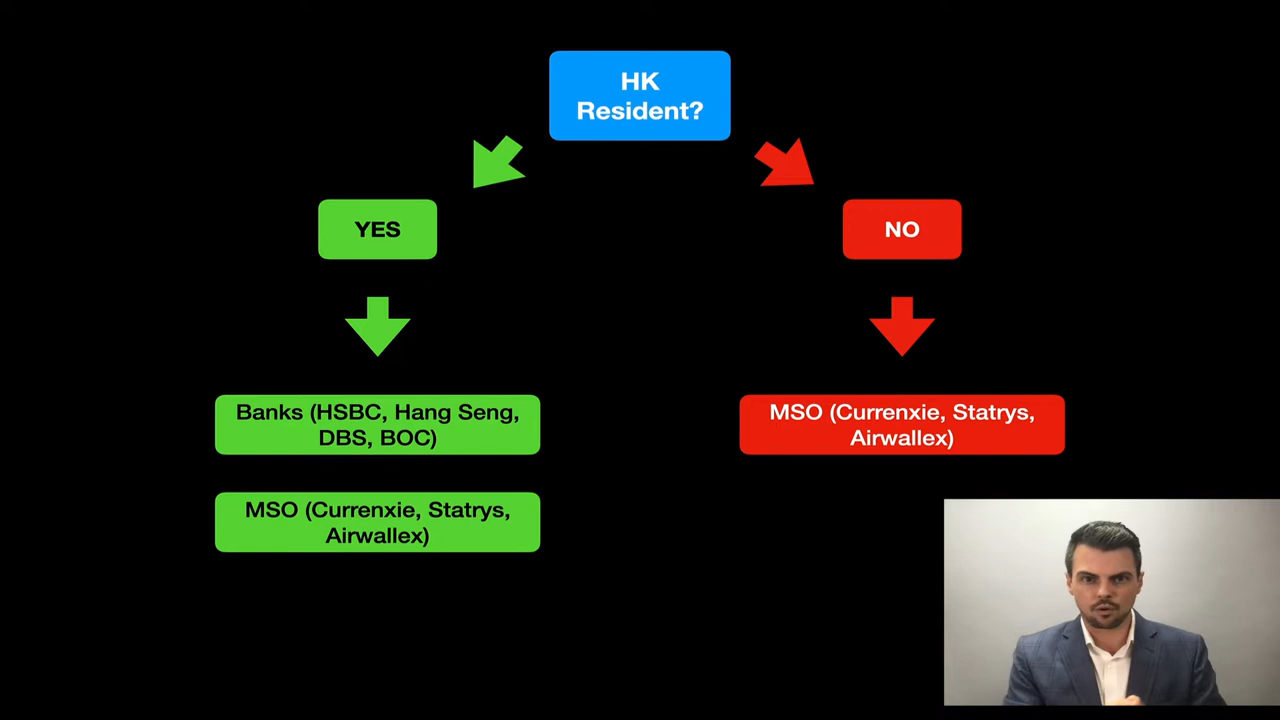 HK
Resident?
YES
NO
Banks (HSBC, Hang Seng,
DBS, BOC)
MSO (Currenxie, Statrys,
Airwallex)
MSO (Currenxie, Statrys,
Airwallex)